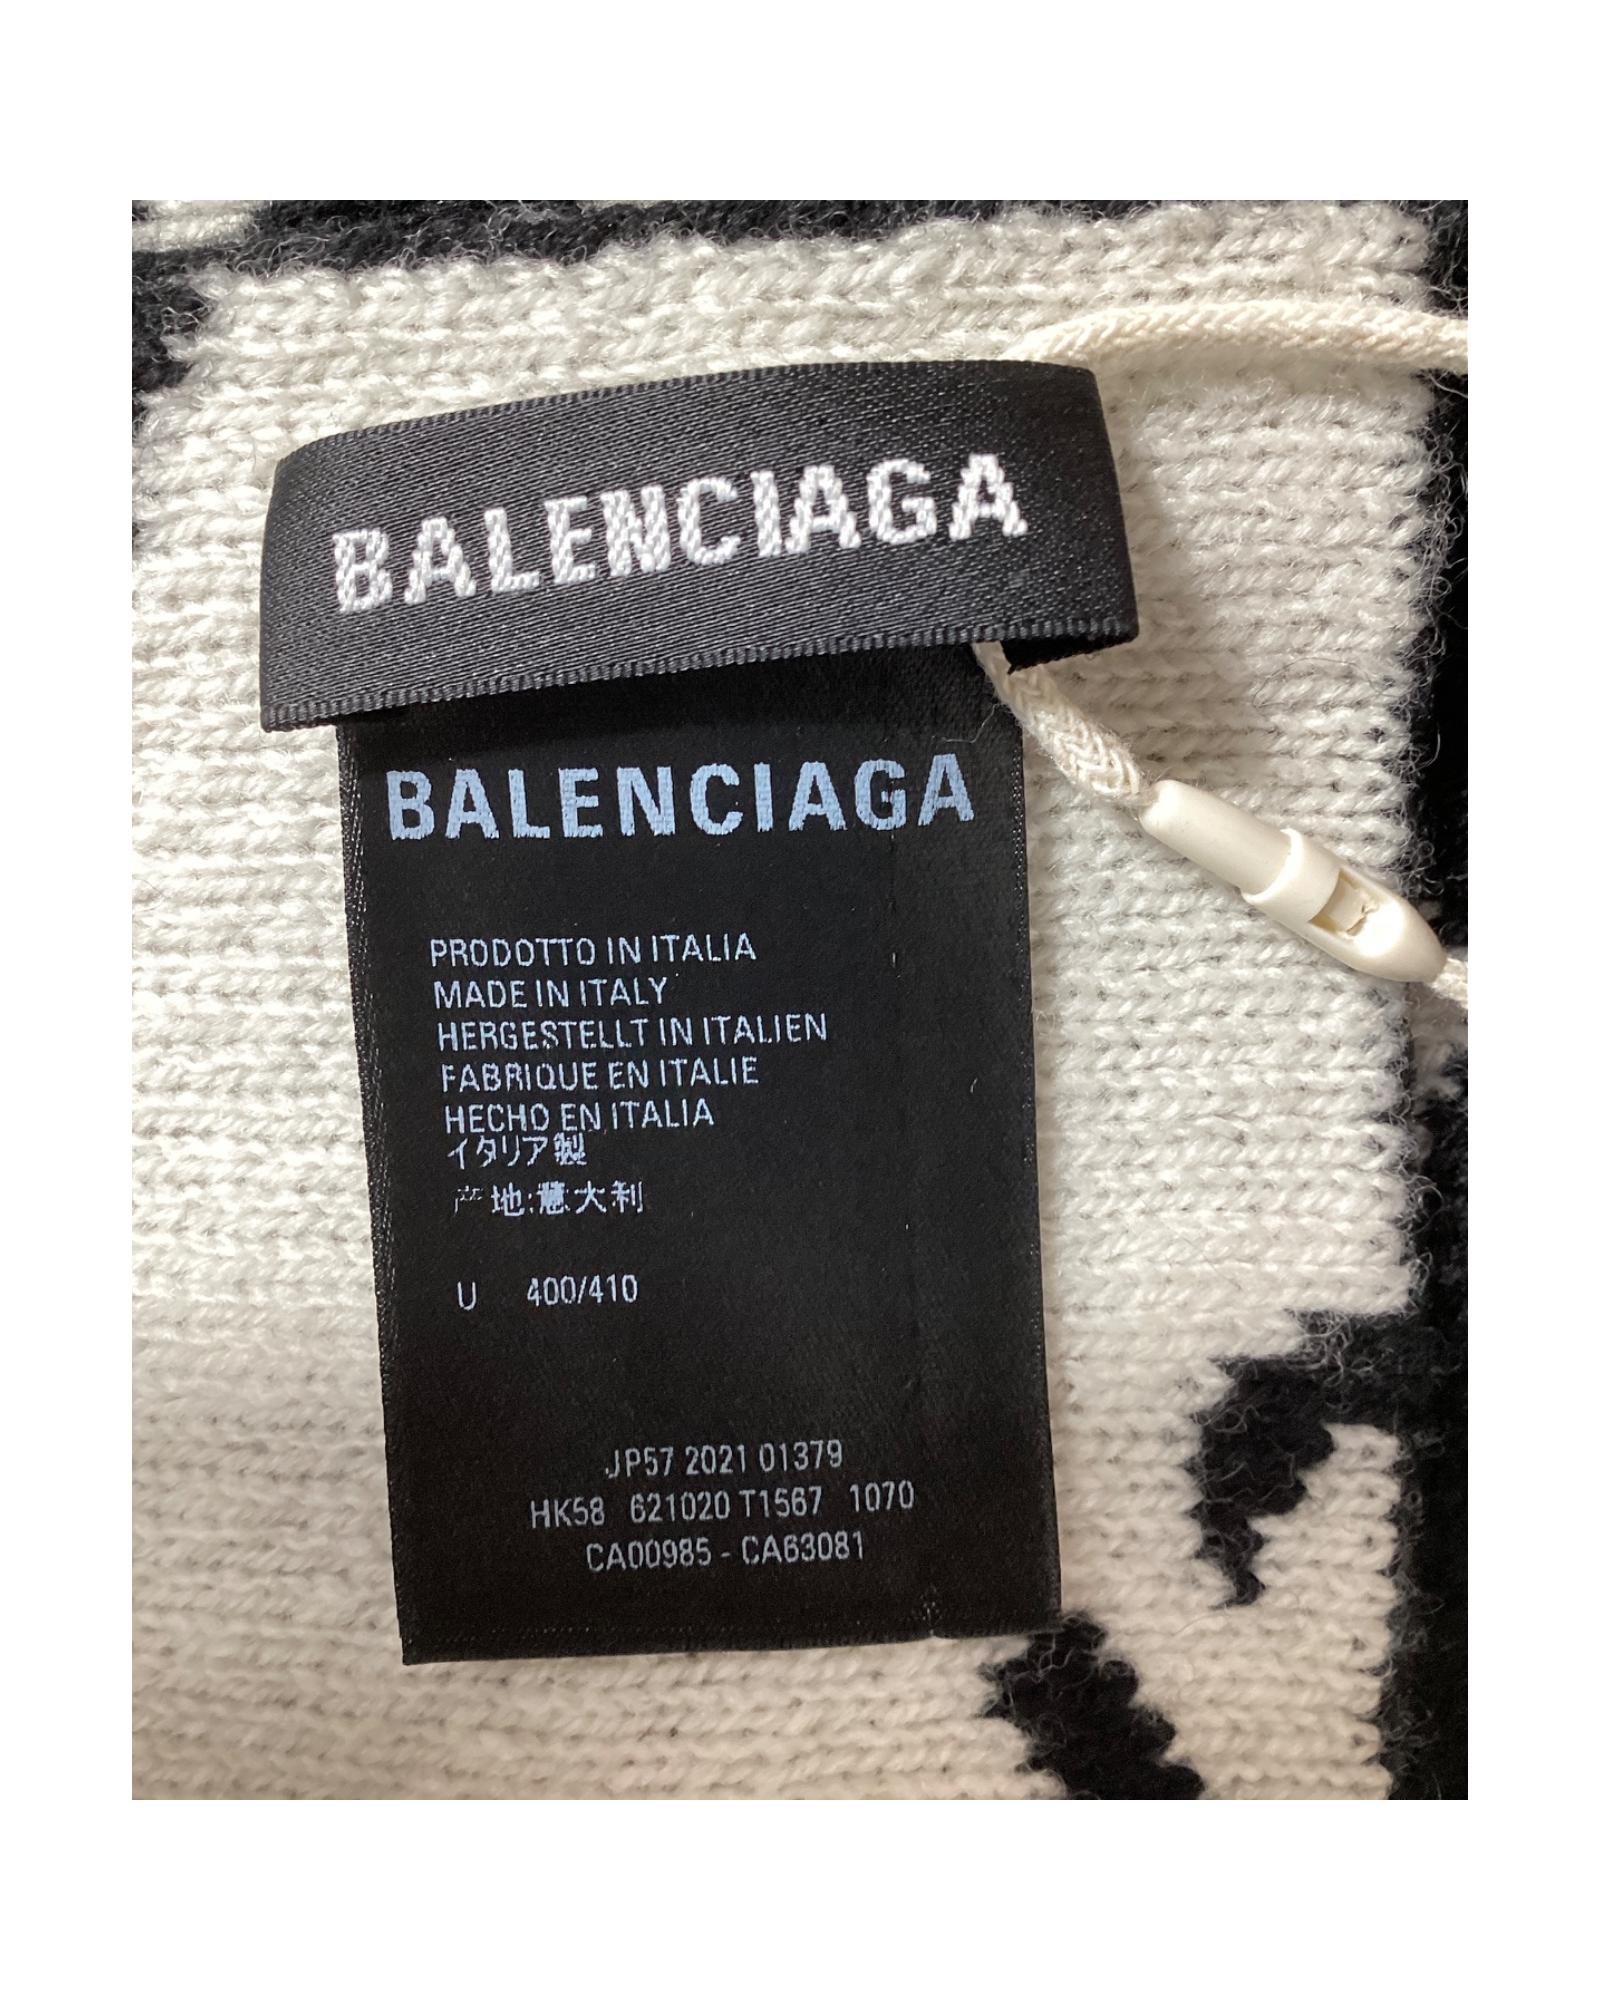 BALENCIAGA
BALENCIAGA
PRODOTTO IN ITALIA
MADE IN ITALY
HERGESTELLT IN ITALIEN
FABRIQUE EN ITALIE
HECHO EN ITALIA
イタリア製
产地:意大利
U 400/410
JP57 2021 01379
HK58 621020 T1567 1070
CA00985 - CA63081